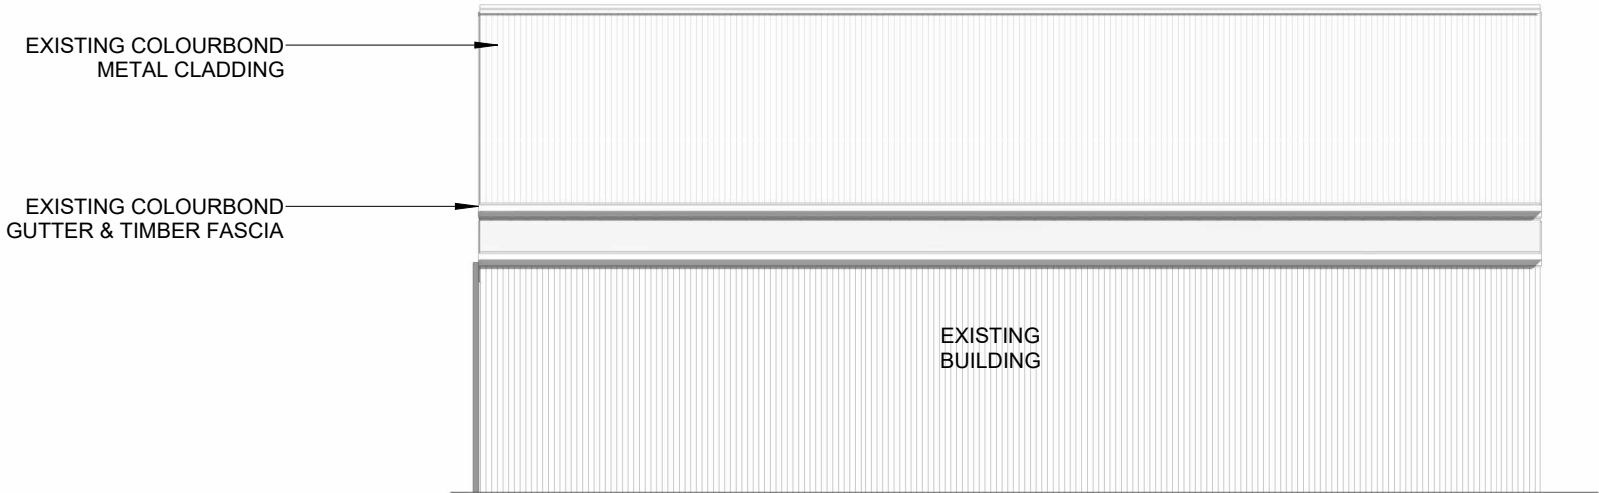 EXISTING COLOURBOND
METAL CLADDING
EXISTING COLOURBOND
GUTTER & TIMBER FASCIA
EXISTING
BUILDING